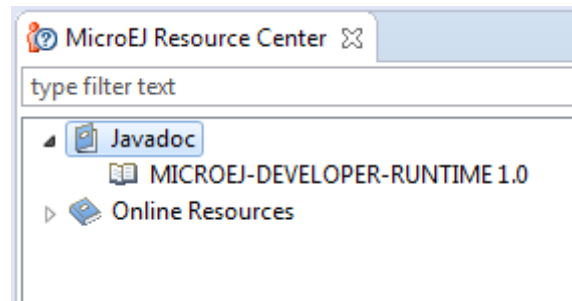 MicroEJ Resource Center
type filter text
Javadoc
MICROEJ-DEVELOPER-RUNTIME 1.0
Online Resources